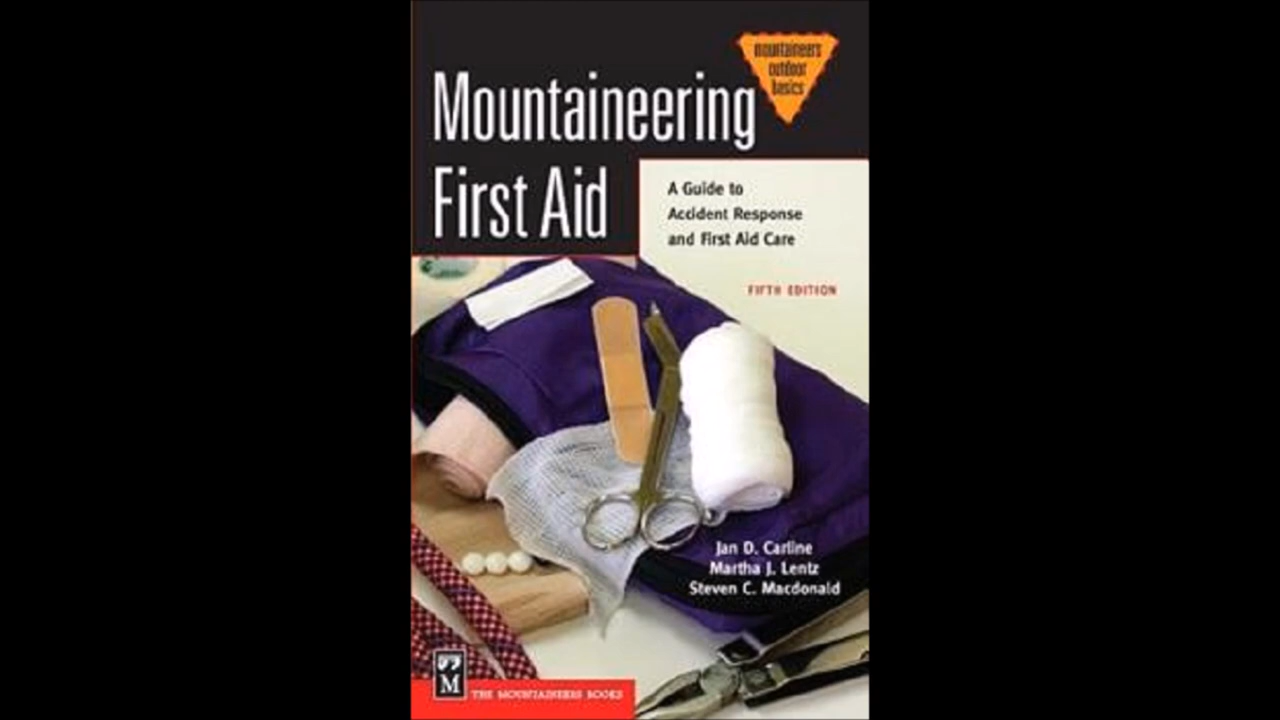 mountaineers
outdoor
basics
Mountaineering
First Aid
A Guide to
Accident Response
and First Aid Care
FIFTH EDITION
Jan D. Carline
Martha J. Lentz
Steven C. Macdonald
M
THE MOUNTAINEERS BOOKS